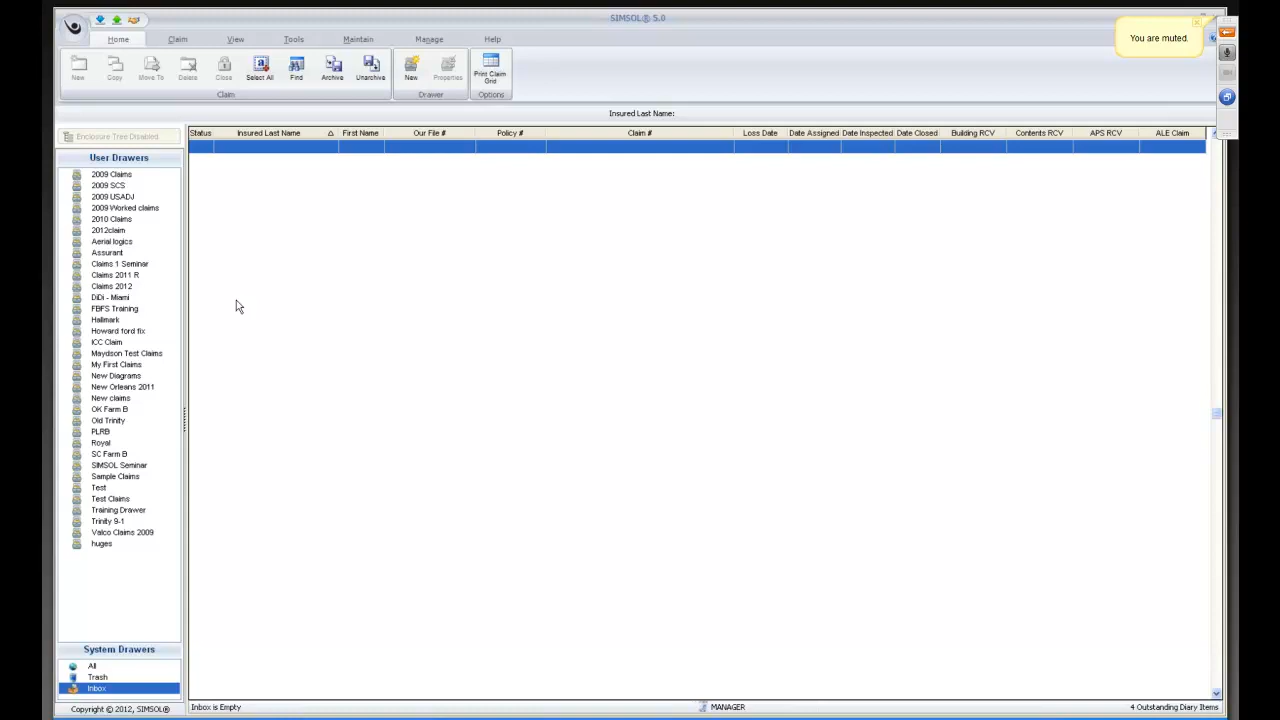 SIMSOL® 5.0
You are muted.
Home Claim View Tools Maintain Manage Help
New Copy Move To Delete Close Select All Find Archive Unarchive New Properties Print Claim Grid
Claim Drawer Options
Insured Last Name:
Enclosure Tree Disabled
Status Insured Last Name First Name Our File # Policy # Claim # Loss Date Date Assigned Date Inspected Date Closed Building RCV Contents RCV APS RCV ALE Claim
User Drawers
2009 Claims
2009 SCS
2009 USADJ
2009 Worked claims
2010 Claims
2012claim
Aerial logics
Assurant
Claims 1 Seminar
Claims 2011 R
Claims 2012
DiDi - Miami
FBFS Training
Hallmark
Howard ford fix
ICC Claim
Maydson Test Claims
My First Claims
New Diagrams
New Orleans 2011
New claims
OK Farm B
Old Trinity
PLRB
Royal
SC Farm B
SIMSOL Seminar
Sample Claims
Test
Test Claims
Training Drawer
Trinity 9-1
Valco Claims 2009
huges
System Drawers
All
Trash
Inbox
Copyright © 2012, SIMSOL® Inbox is Empty MANAGER 4 Outstanding Diary Items